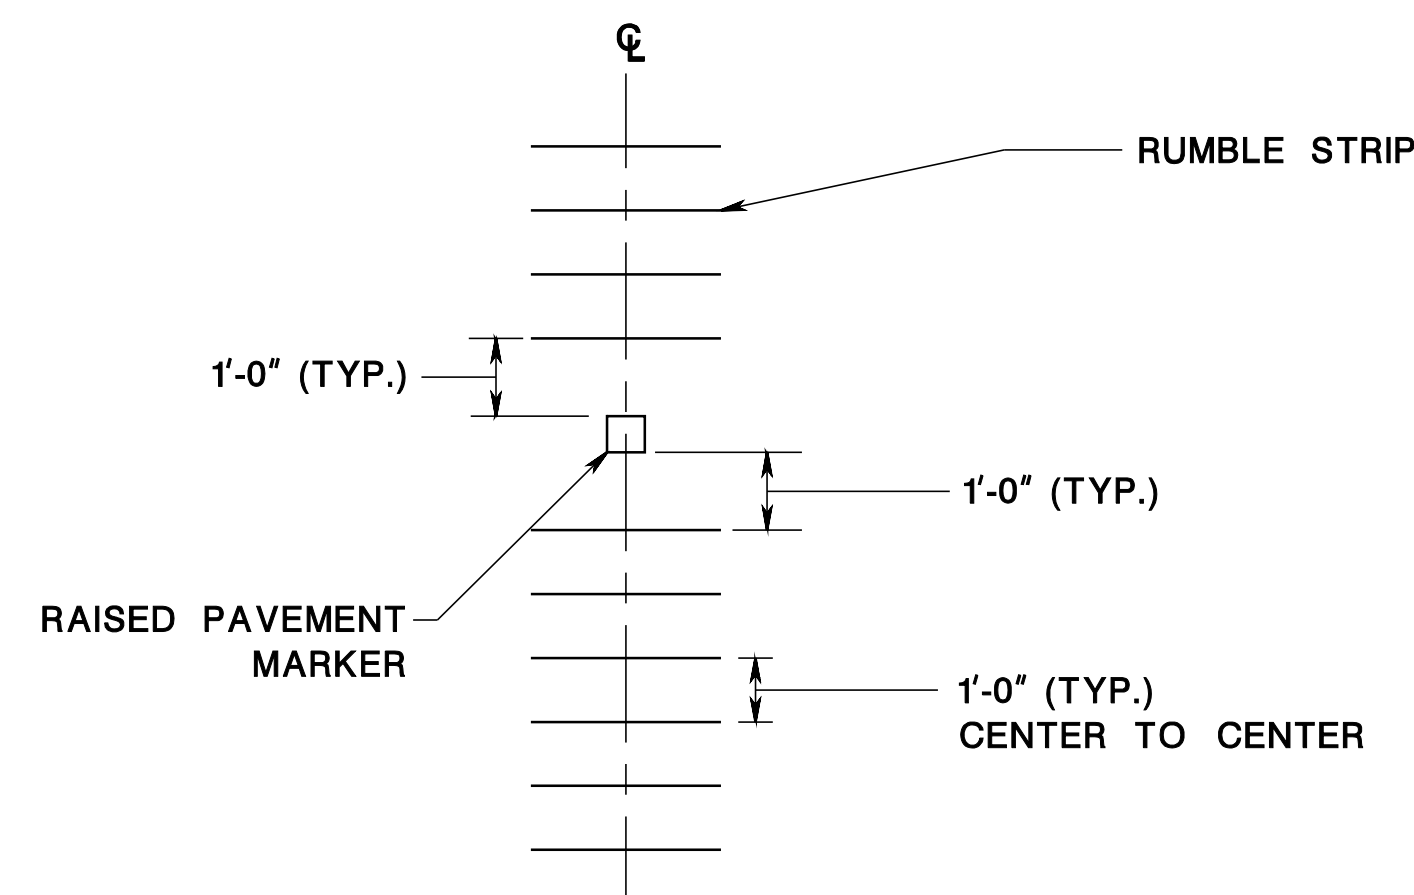 ℄
RUMBLE STRIP
1'-0" (TYP.)
1'-0" (TYP.)
RAISED PAVEMENT
MARKER
1'-0" (TYP.)
CENTER TO CENTER